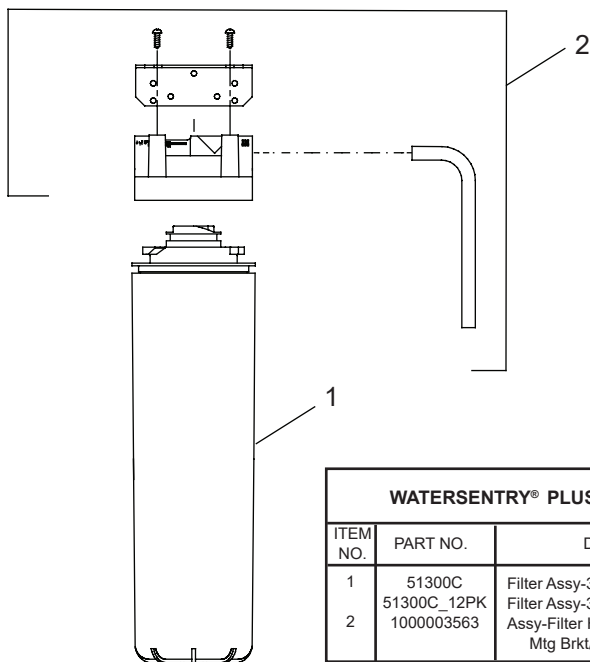 2
1
WATERSENTRY® PLUS
ITEM NO. PART NO.
1 51300C Filter Assy-3
51300C_12PK Filter Assy-3
2 1000003563 Assy-Filter
Mtg Brkt